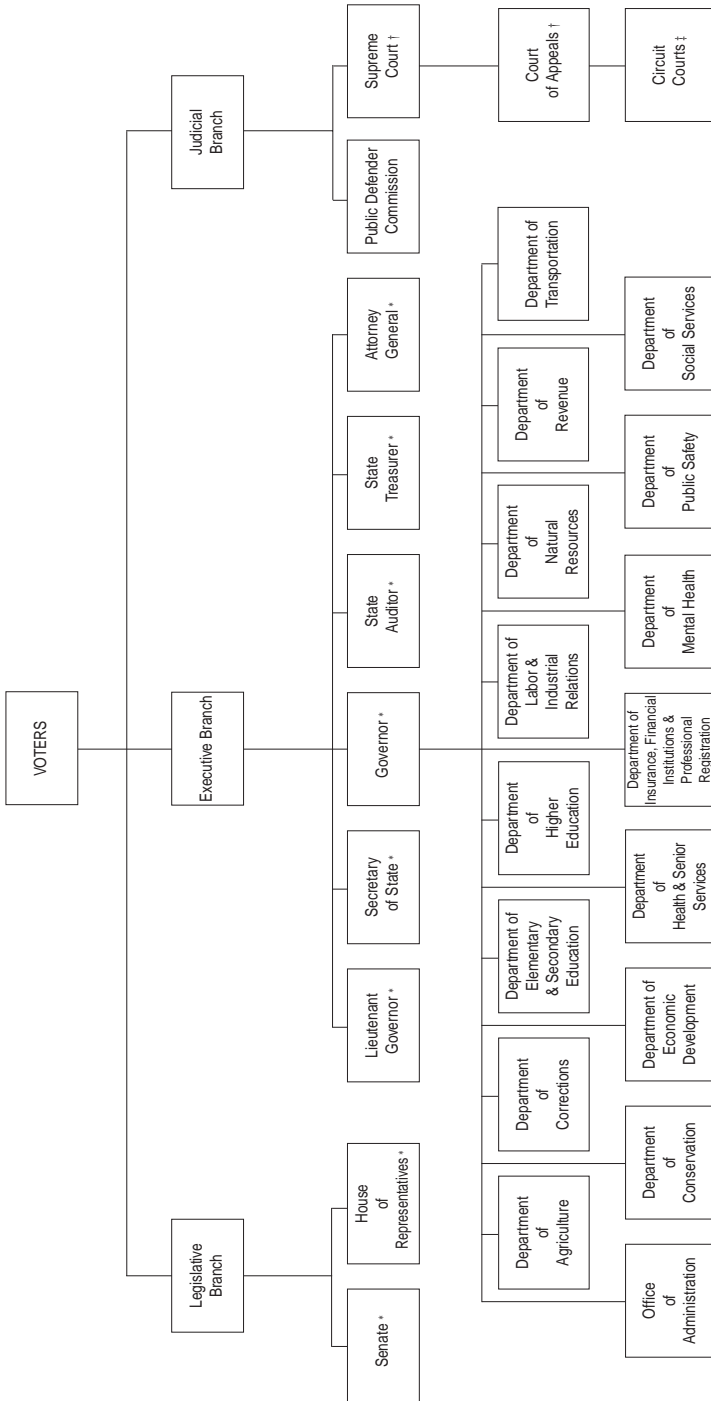 VOTERS
Legislative
Branch
Executive Branch
Judicial
Branch
Senate *
House
of
Representatives *
Lieutenant
Governor *
Secretary
of State *
Governor *
State
Auditor *
State
Treasurer *
Attorney
General *
Public Defender
Commission
Supreme
Court †
Department
of
Agriculture
Department
of
Corrections
Department of
Elementary
& Secondary
Education
Department
of
Higher
Education
Department of
Labor &
Industrial
Relations
Department
of
Natural
Resources
Department
of
Revenue
Department of
Transportation
Court
of Appeals †
Office
of
Administration
Department
of
Conservation
Department of
Economic
Development
Department
of
Health & Senior
Services
Department of
Insurance, Financial
Institutions &
Professional
Registration
Department
of
Mental Health
Department
of
Public Safety
Department
of
Social Services
Circuit
Courts ‡